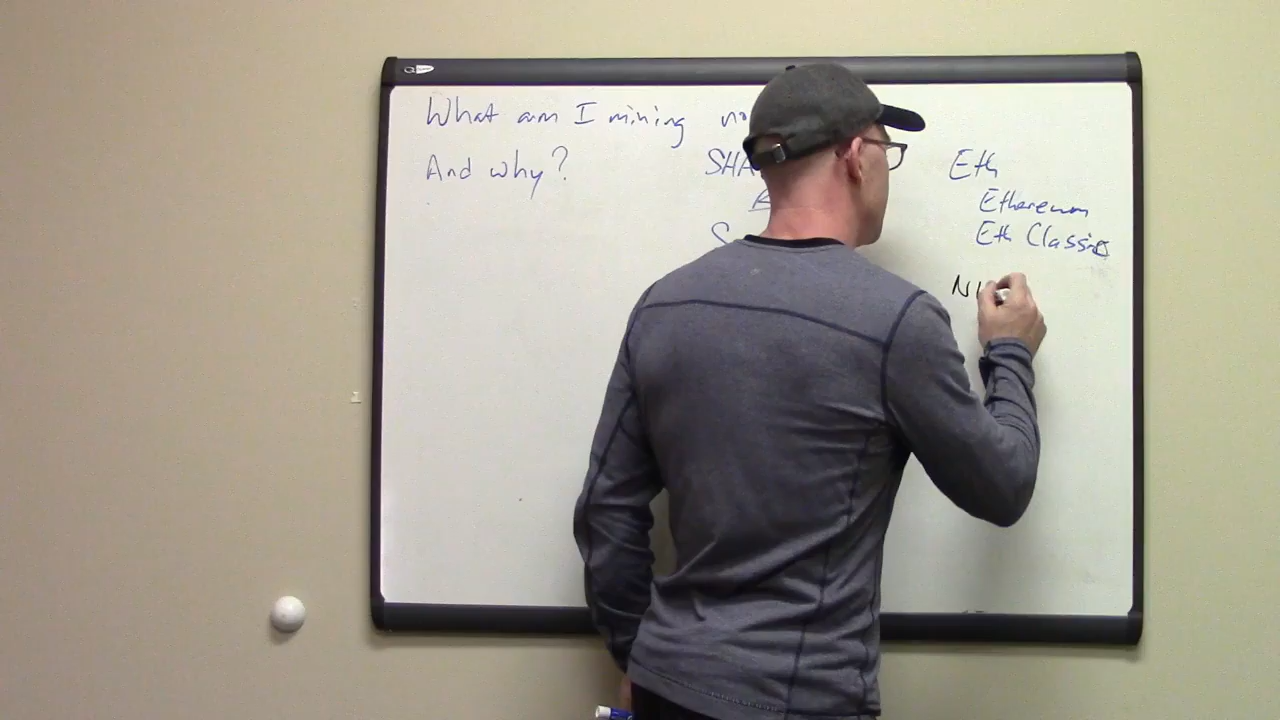 What am I mining
And why?
SHA
Eth
Ethereum
Eth Classic